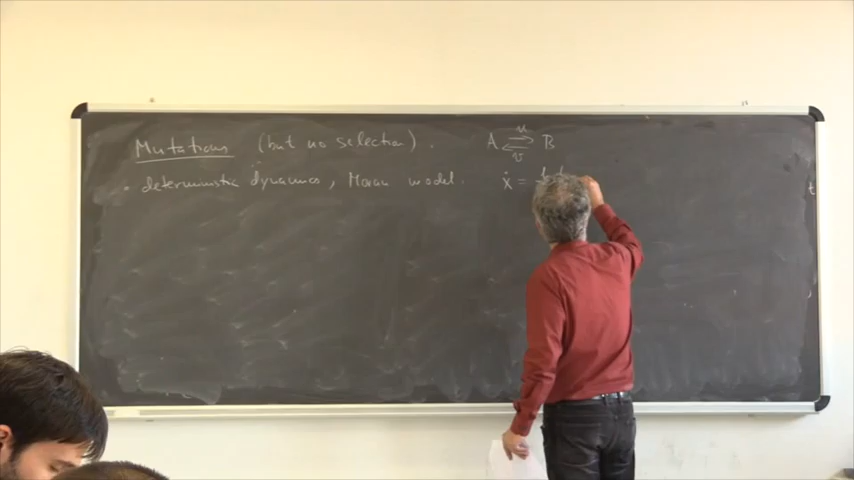 Mutations (but no selection). A ⇄ B
u
v
• deterministic dynamics, Moran model. ẋ =
t